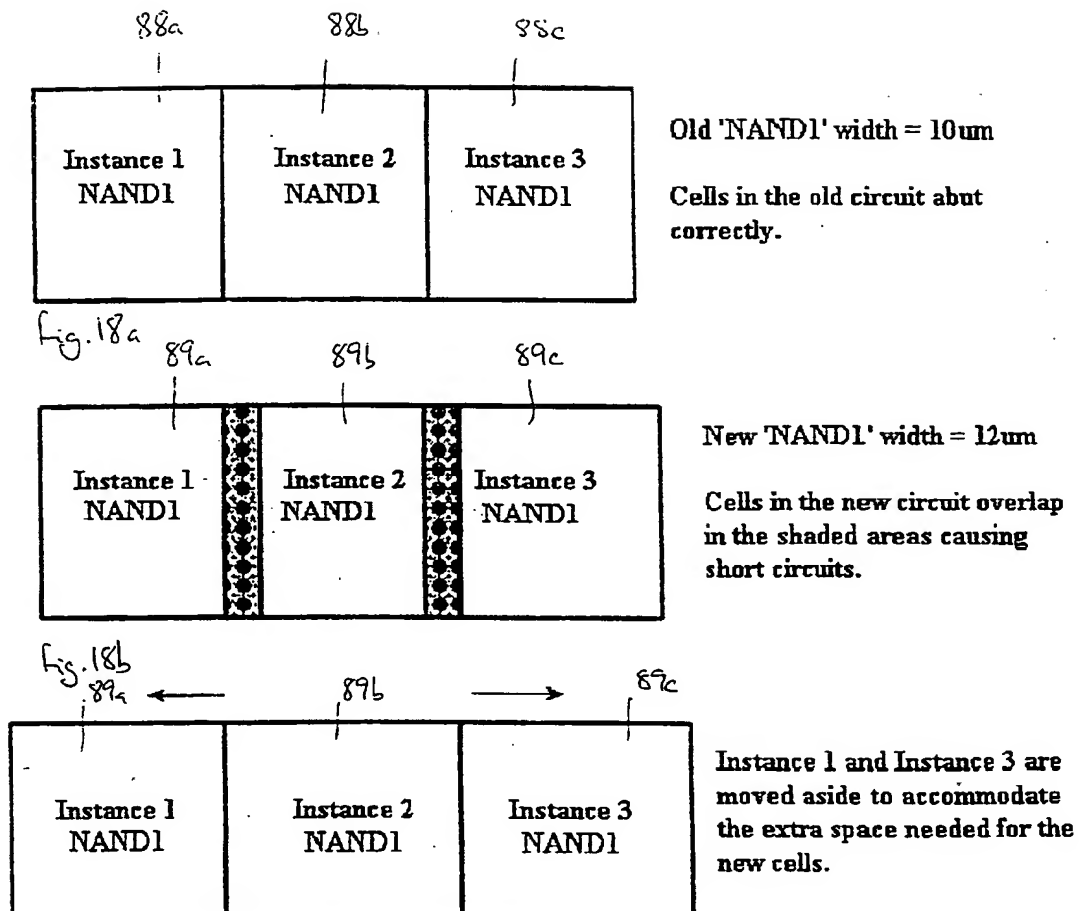 88a 88b 88c
Instance 1 Instance 2 Instance 3
NAND1 NAND1 NAND1
Old 'NAND1' width = 10um
Cells in the old circuit abut
correctly.
Fig. 18a
89a 89b 89c
Instance 1 Instance 2 Instance 3
NAND1 NAND1 NAND1
New 'NAND1' width = 12um
Cells in the new circuit overlap
in the shaded areas causing
short circuits.
Fig. 18b
89a 89b 89c
Instance 1 Instance 2 Instance 3
NAND1 NAND1 NAND1
Instance 1 and Instance 3 are
moved aside to accommodate
the extra space needed for the
new cells.